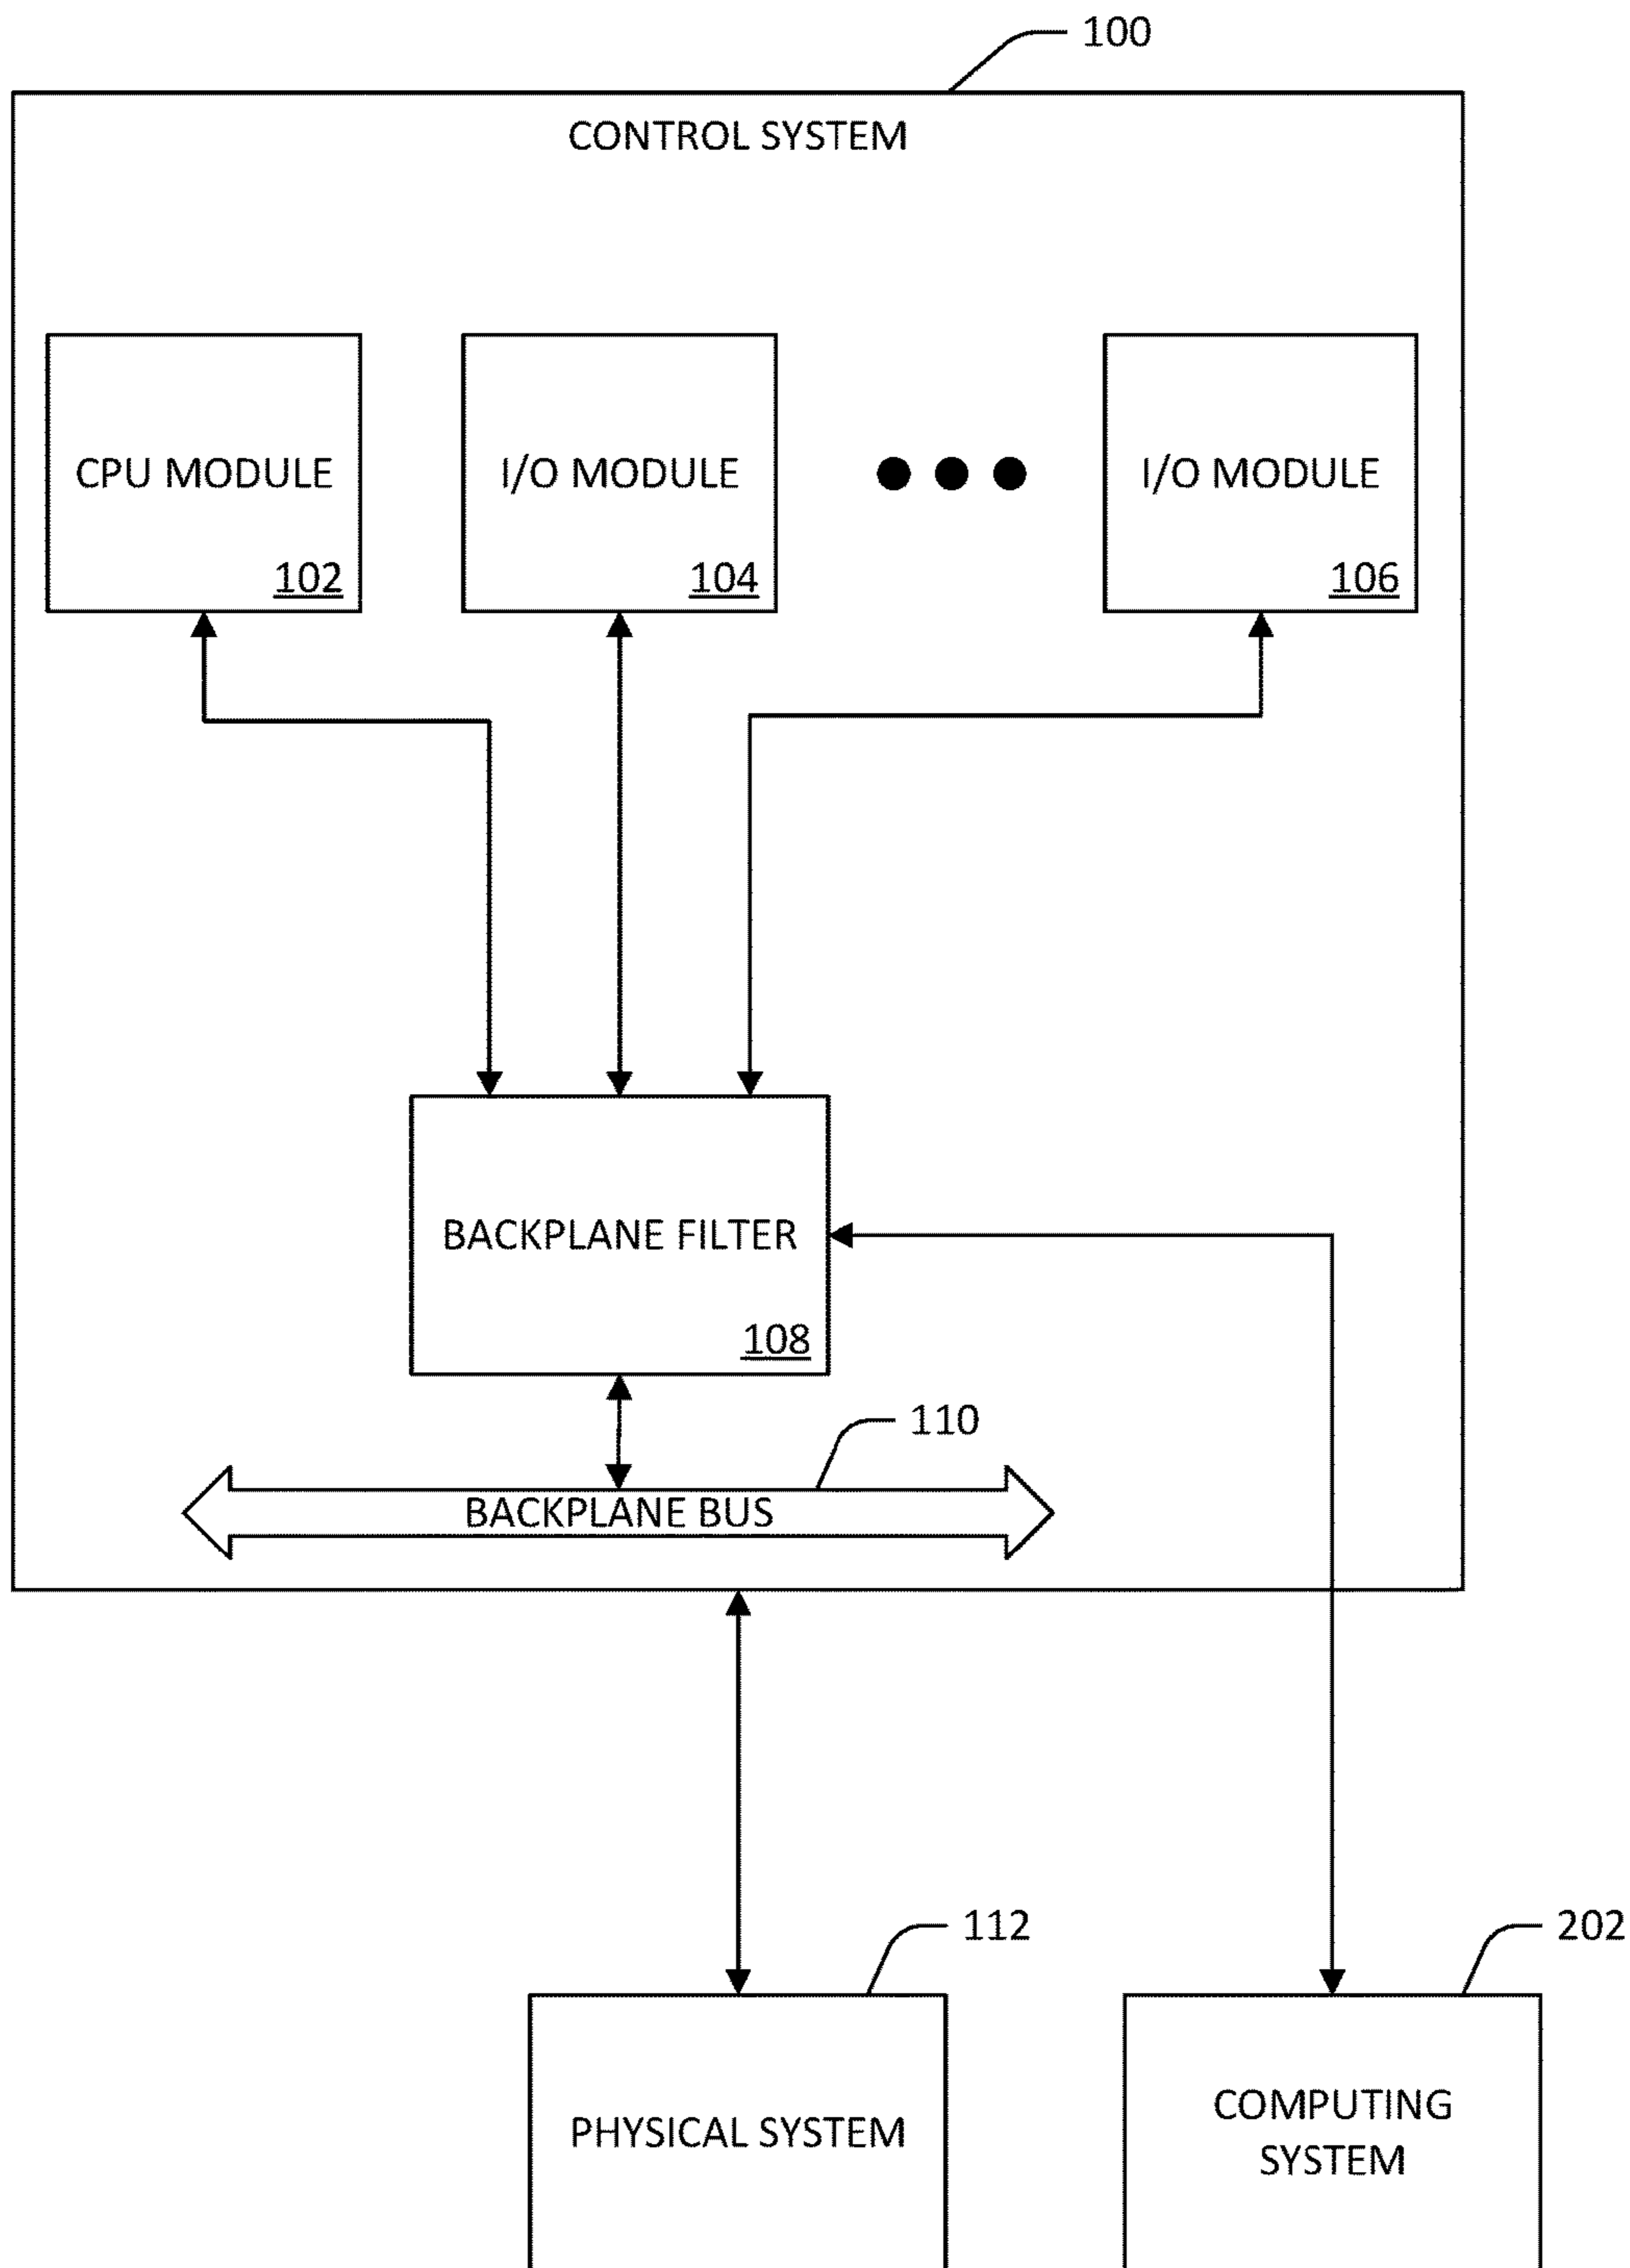 100
CONTROL SYSTEM
CPU MODULE
102
I/O MODULE
104
I/O MODULE
106
BACKPLANE FILTER
108
110
BACKPLANE BUS
112
PHYSICAL SYSTEM
202
COMPUTING
SYSTEM